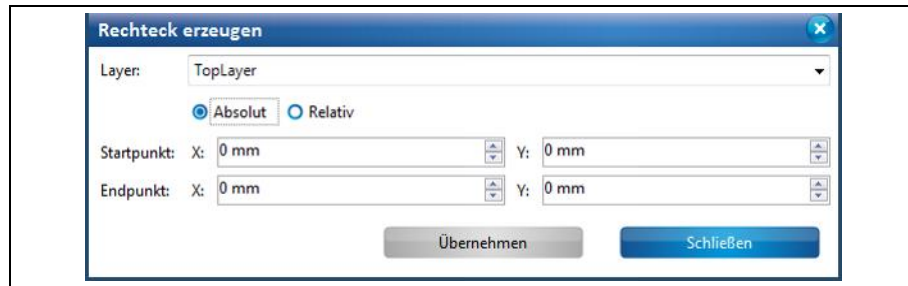 Rechteck erzeugen
Layer: TopLayer
Absolut Relativ
Startpunkt: X: 0 mm Y: 0 mm
Endpunkt: X: 0 mm Y: 0 mm
Übernehmen Schließen